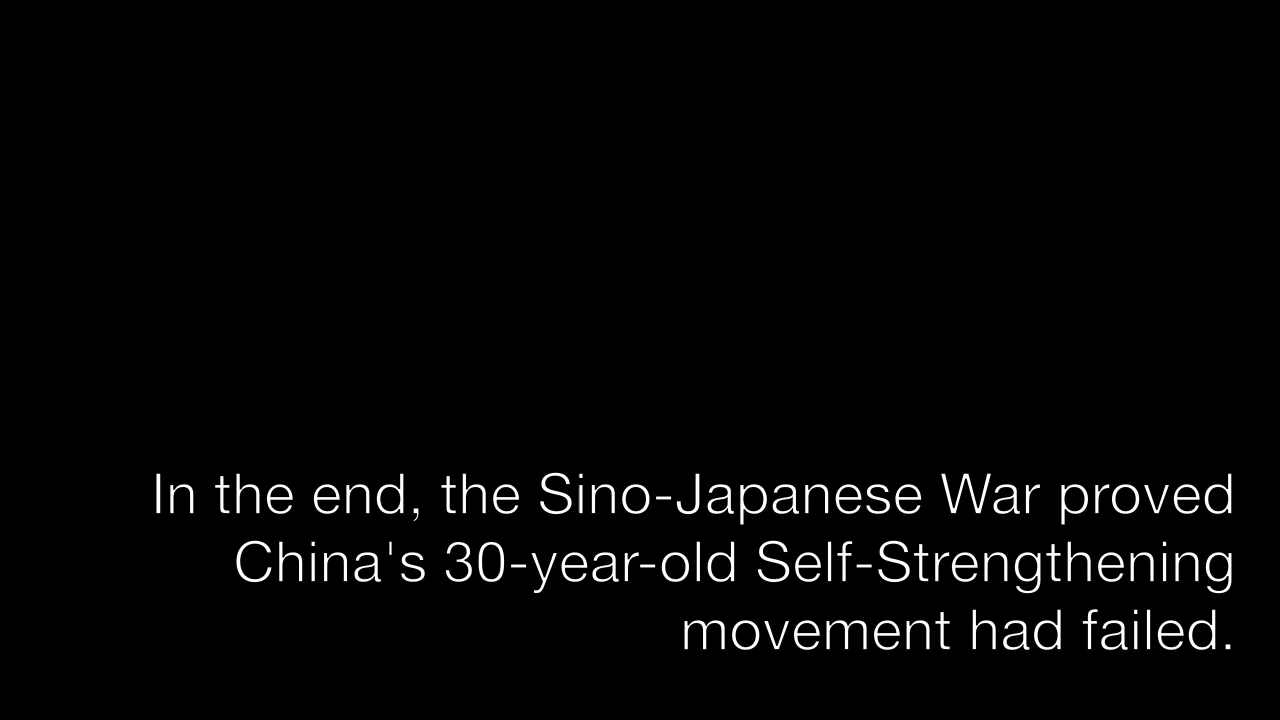 In the end, the Sino-Japanese War proved
China's 30-year-old Self-Strengthening
movement had failed.